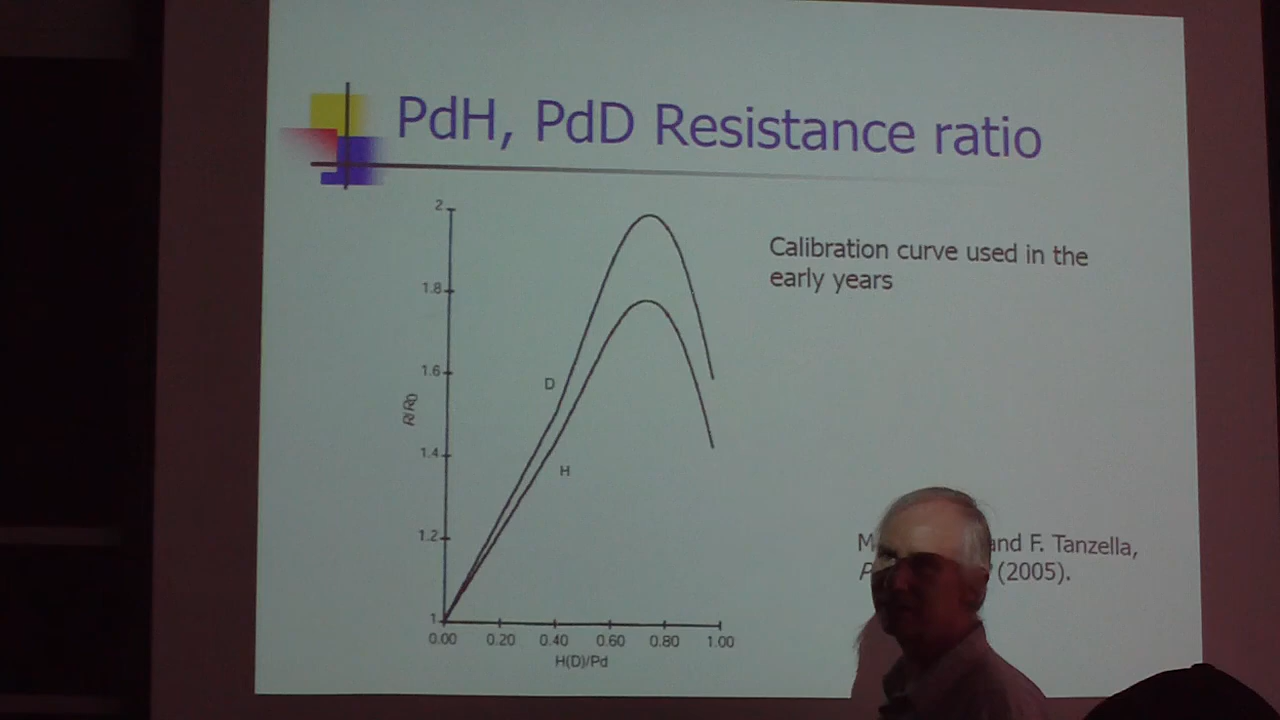 PdH, PdD Resistance ratio
Calibration curve used in the
early years
2
1.8
1.6
1.4
1.2
1
R/R0
D
H
0.00 0.20 0.40 0.60 0.80 1.00
H(D)/Pd
and F. Tanzella,
(2005).